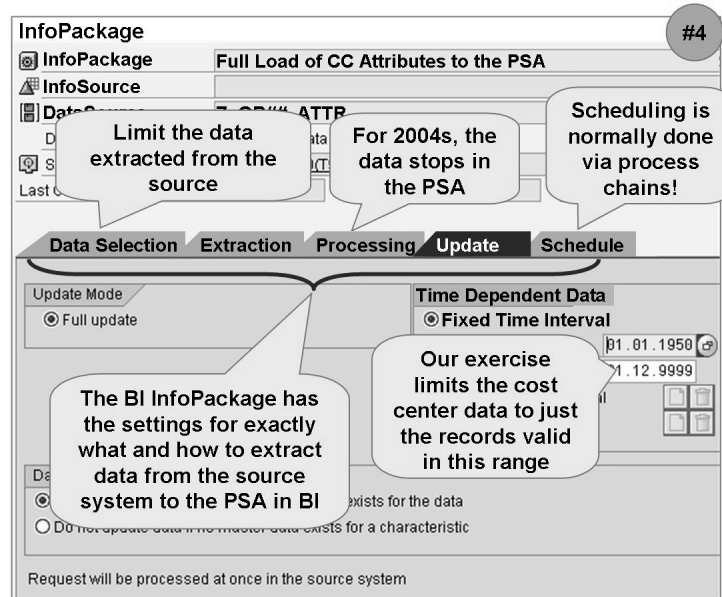 InfoPackage
#4
InfoPackage Full Load of CC Attributes to the PSA
InfoSource
DataSource
ATTR
Limit the data
extracted from the
source
For 2004s, the
data stops in
the PSA
Scheduling is
normally done
via process
chains!
Last
Data Selection Extraction Processing Update Schedule
Update Mode
Full update
Time Dependent Data
Fixed Time Interval
01.01.1950
.12.9999
Our exercise
limits the cost
center data to just
the records valid
in this range
The BI InfoPackage has
the settings for exactly
what and how to extract
data from the source
system to the PSA in BI
exists for the data
Do not update data if no master data exists for a characteristic
Request will be processed at once in the source system